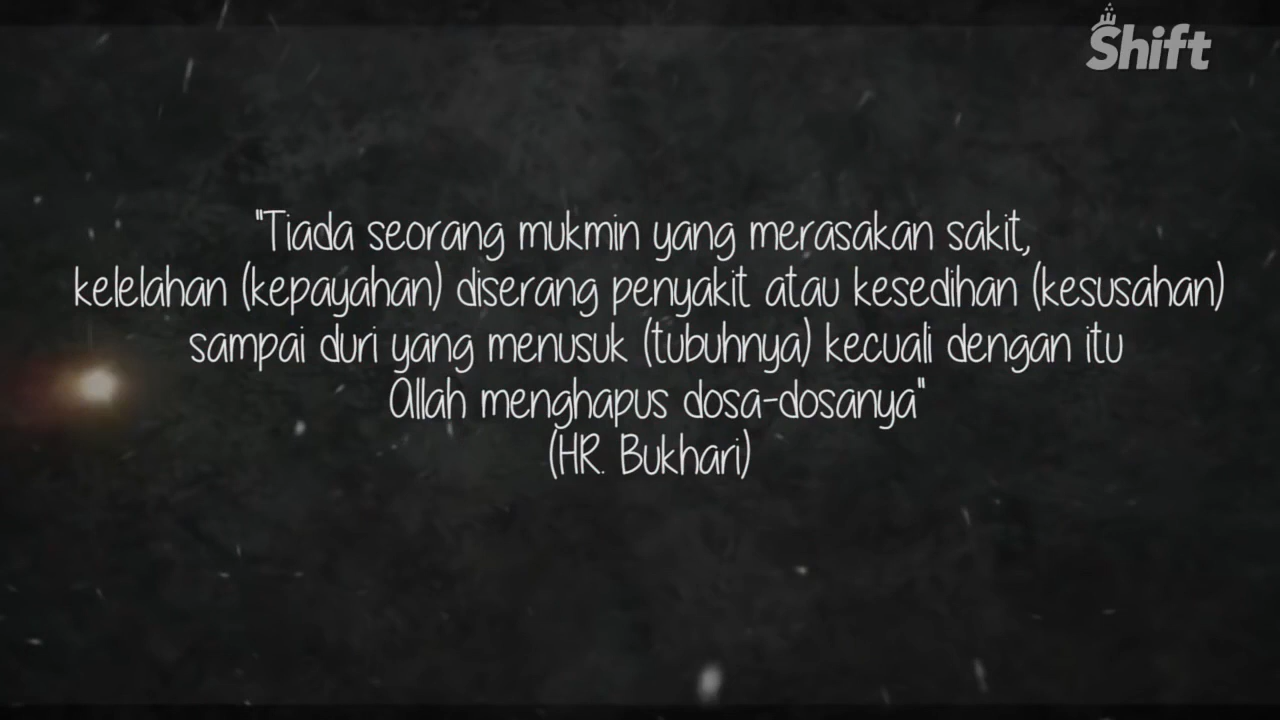 Shift
"Tiada seorang mukmin yang merasakan sakit,
kelelahan (kepayahan) diserang penyakit atau kesedihan (kesusahan)
sampai duri yang menusuk (tubuhnya) kecuali dengan itu
Allah menghapus dosa-dosanya"
(HR. Bukhari)